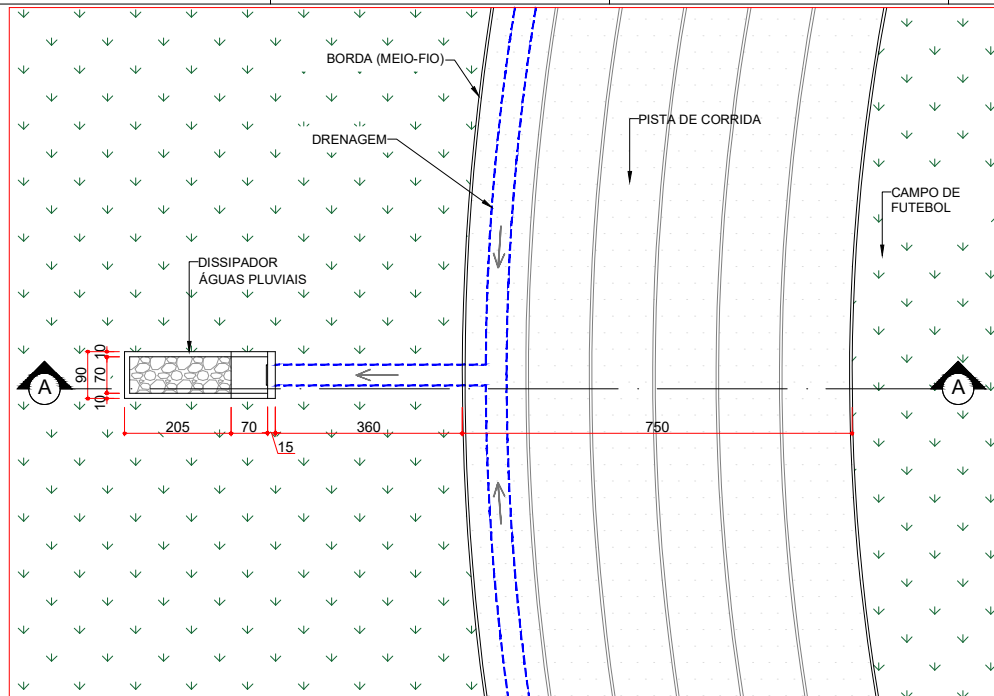 BORDA (MEIO-FIO)
DRENAGEM
PISTA DE CORRIDA
CAMPO DE
FUTEBOL
DISSIPADOR
ÁGUAS PLUVIAIS
10
90
70
10
A
A
205
70
15
360
750